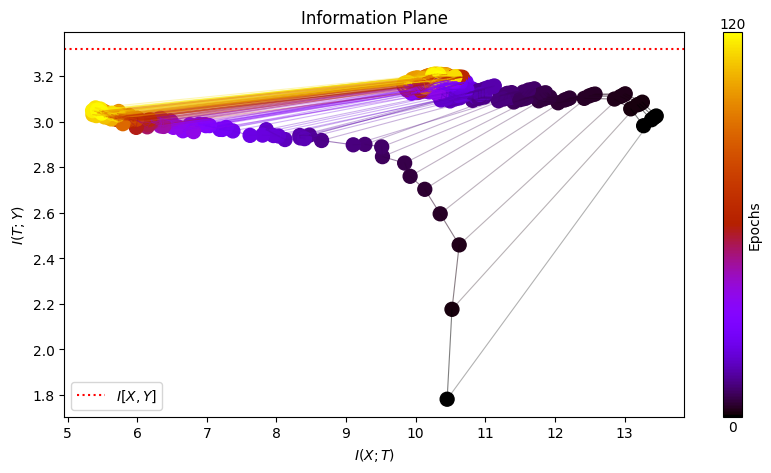 Information Plane
120
3.2
3.0
2.8
2.6
2.4
2.2
2.0
1.8
I(T; Y)
I[X, Y]
5 6 7 8 9 10 11 12 13
I(X; T)
Epochs
0